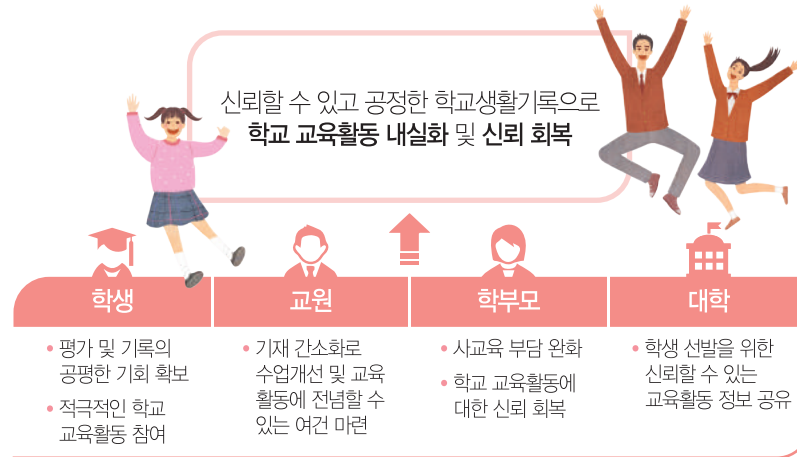 신뢰할 수 있고 공정한 학교생활기록으로
학교 교육활동 내실화 및 신뢰 회복
학생
• 평가 및 기록의
공평한 기회 확보
• 적극적인 학교
교육활동 참여
교원
• 기재 간소화로
수업개선 및 교육
활동에 전념할 수
있는 여건 마련
학부모
• 사교육 부담 완화
• 학교 교육활동에
대한 신뢰 회복
대학
• 학생 선발을 위한
신뢰할 수 있는
교육활동 정보 공유